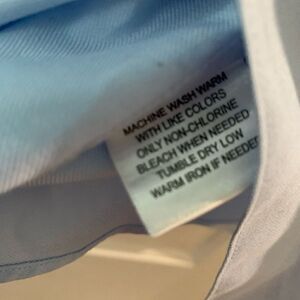 MACHINE WASH WARM
WITH LIKE COLORS
ONLY NON-CHLORINE
BLEACH WHEN NEEDED
TUMBLE DRY LOW
WARM IRON IF NEEDED